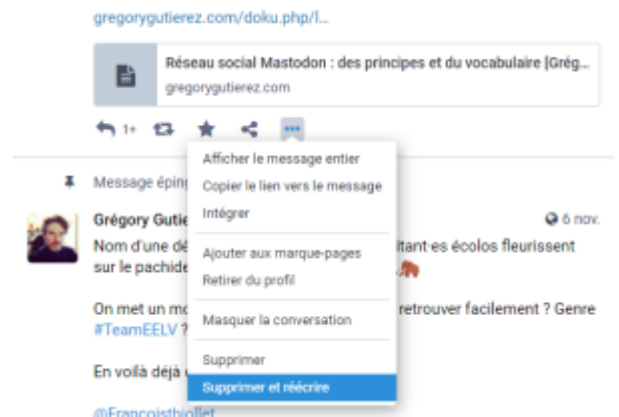 gregorygutierez.com/doku.php/l...
Réseau social Mastodon : des principes et du vocabulaire [Grég...
gregorygutierez.com
1+
Afficher le message entier
Copier le lien vers le message
Intégrer
Ajouter aux marque-pages
Retirer du profil
Masquer la conversation
Supprimer
Supprimer et réécrire
Message éping
Grégory Gutie
6 nov.
Nom d'une dé itant·es écolos fleurissent
sur le pachide
On met un mo retrouver facilement ? Genre
#TeamEELV ?
En voilà déjà
@Francoisthiollet